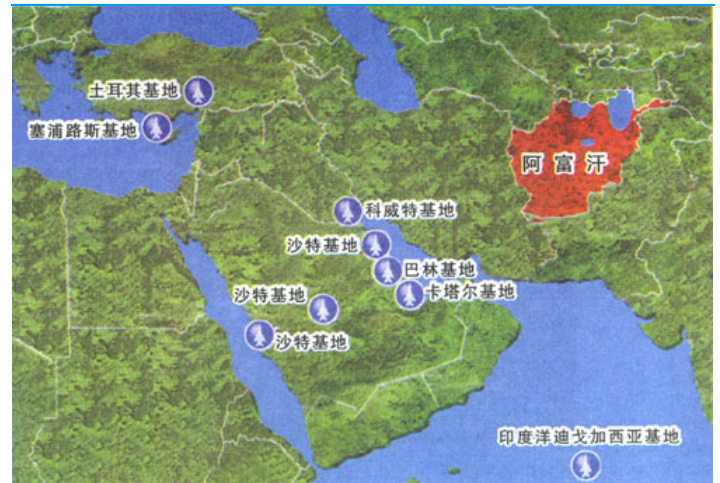 土耳其基地
塞浦路斯基地
阿富汗
科威特基地
沙特基地
巴林基地
卡塔尔基地
沙特基地
沙特基地
印度洋迪戈加西亚基地